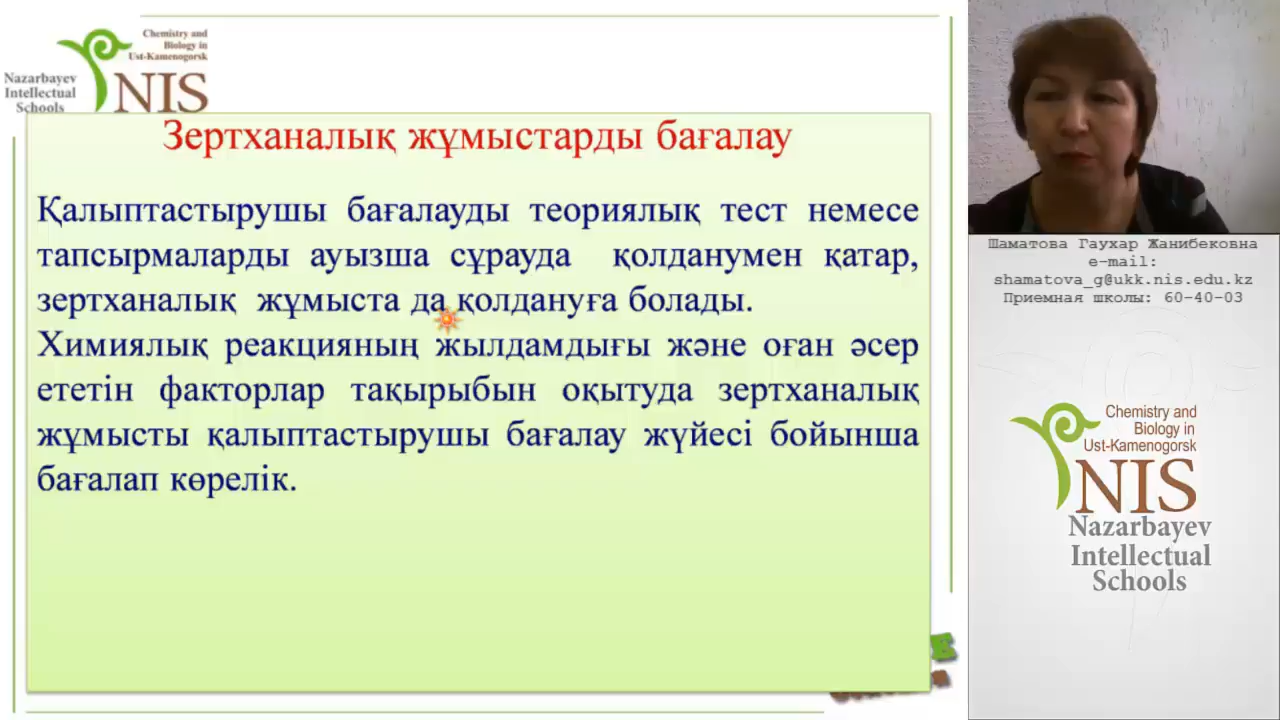 Chemistry and
Biology in
Ust-Kamenogorsk
Nazarbayev
Intellectual
Schools
NIS
Зертханалық жұмыстарды бағалау
Қалыптастырушы бағалауды теориялық тест немесе
тапсырмаларды ауызша сұрауда қолданумен қатар,
зертханалық жұмыста да қолдануға болады.
Химиялық реакцияның жылдамдығы және оған әсер
ететін факторлар тақырыбын оқытуда зертханалық
жұмысты қалыптастырушы бағалау жүйесі бойынша
бағалап көрелік.
Шаматова Гаухар Жанибековна
e-mail:
shamatova_g@ukk.nis.edu.kz
Приемная школы: 60-40-03
Chemistry and
Biology in
Ust-Kamenogorsk
NIS
Nazarbayev
Intellectual
Schools